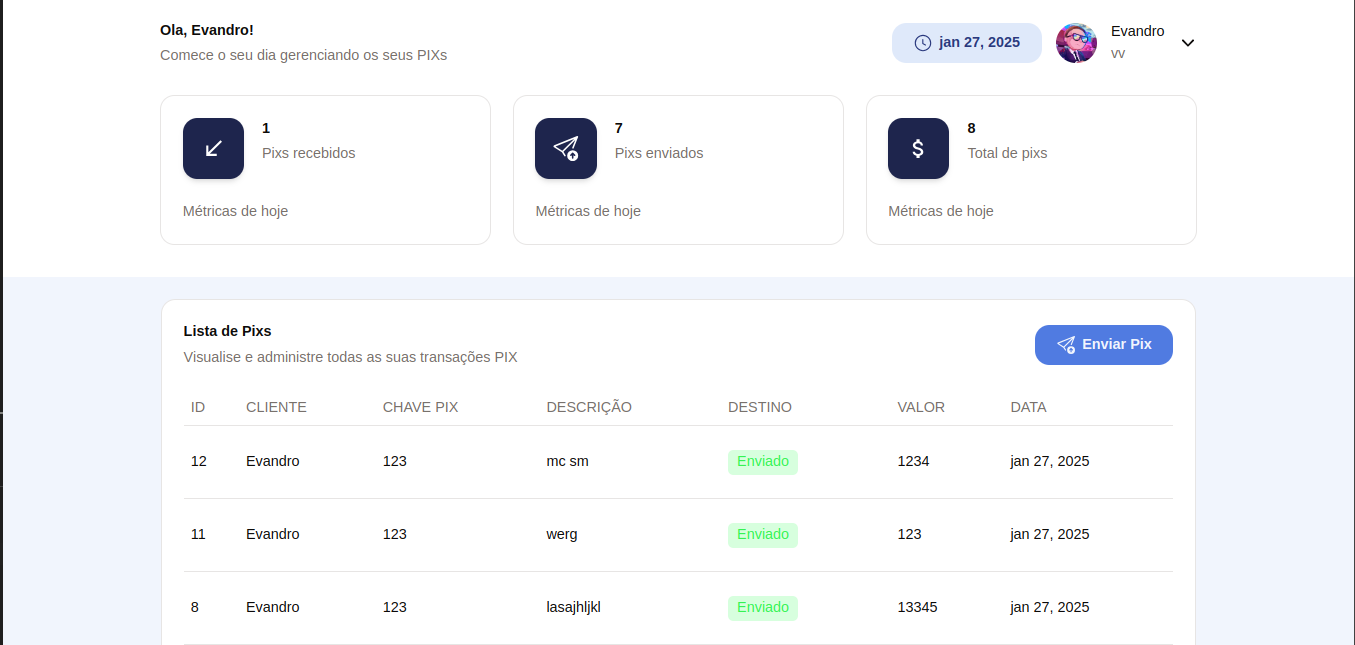 Ola, Evandro!
Comece o seu dia gerenciando os seus PIXs
jan 27, 2025
Evandro
vv
1
Pixs recebidos
Métricas de hoje
7
Pixs enviados
Métricas de hoje
8
Total de pixs
Métricas de hoje
Lista de Pixs
Visualise e administre todas as suas transações PIX
Enviar Pix
ID CLIENTE CHAVE PIX DESCRIÇÃO DESTINO VALOR DATA
12 Evandro 123 mc sm Enviado 1234 jan 27, 2025
11 Evandro 123 werg Enviado 123 jan 27, 2025
8 Evandro 123 lasajhljkl Enviado 13345 jan 27, 2025